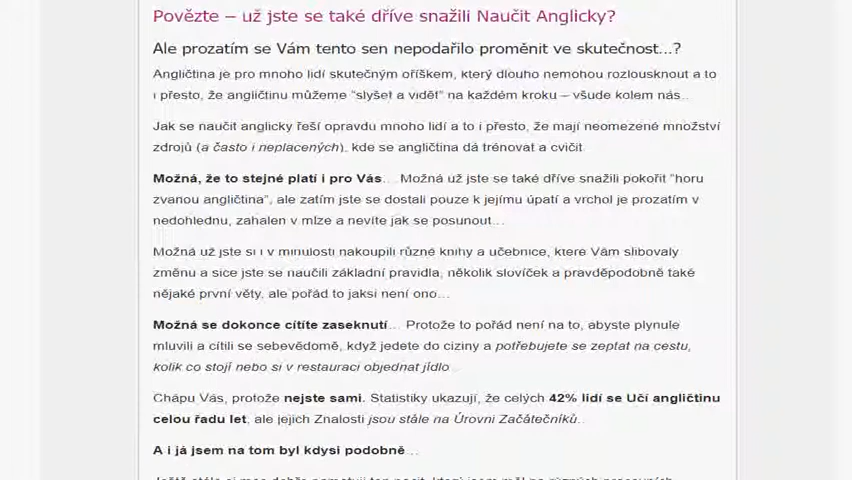 Povězte – už jste se také dříve snažili Naučit Anglicky?
Ale prozatím se Vám tento sen nepodařilo proměnit ve skutečnost...?
Angličtina je pro mnoho lidí skutečným oříškem, který dlouho nemohou rozlousknout a to
i přesto, že angličtinu můžeme “slyšet a vidět” na každém kroku – všude kolem nás...
Jak se naučit anglicky řeší opravdu mnoho lidí a to i přesto, že mají neomezené množství
zdrojů (a často i neplacených), kde se angličtina dá trénovat a cvičit.
Možná, že to stejné platí i pro Vás... Možná už jste se také dříve snažili pokořit “horu
zvanou angličtina”, ale zatím jste se dostali pouze k jejímu úpatí a vrchol je prozatím v
nedohlednu, zahalen v mlze a nevíte jak se posunout...
Možná už jste si i v minulosti nakoupili různé knihy a učebnice, které Vám slibovaly
změnu a sice jste se naučili základní pravidla, několik slovíček a pravděpodobně také
nějaké první věty, ale pořád to jaksi není ono...
Možná se dokonce cítíte zaseknutí... Protože to pořád není na to, abyste plynule
mluvili a cítili se sebevědomě, když jedete do ciziny a potřebujete se zeptat na cestu,
kolik co stojí nebo si v restauraci objednat jídlo...
Chápu Vás, protože nejste sami. Statistiky ukazují, že celých 42% lidí se Učí angličtinu
celou řadu let, ale jejich Znalosti jsou stále na Úrovni Začátečníků...
A i já jsem na tom byl kdysi podobně...